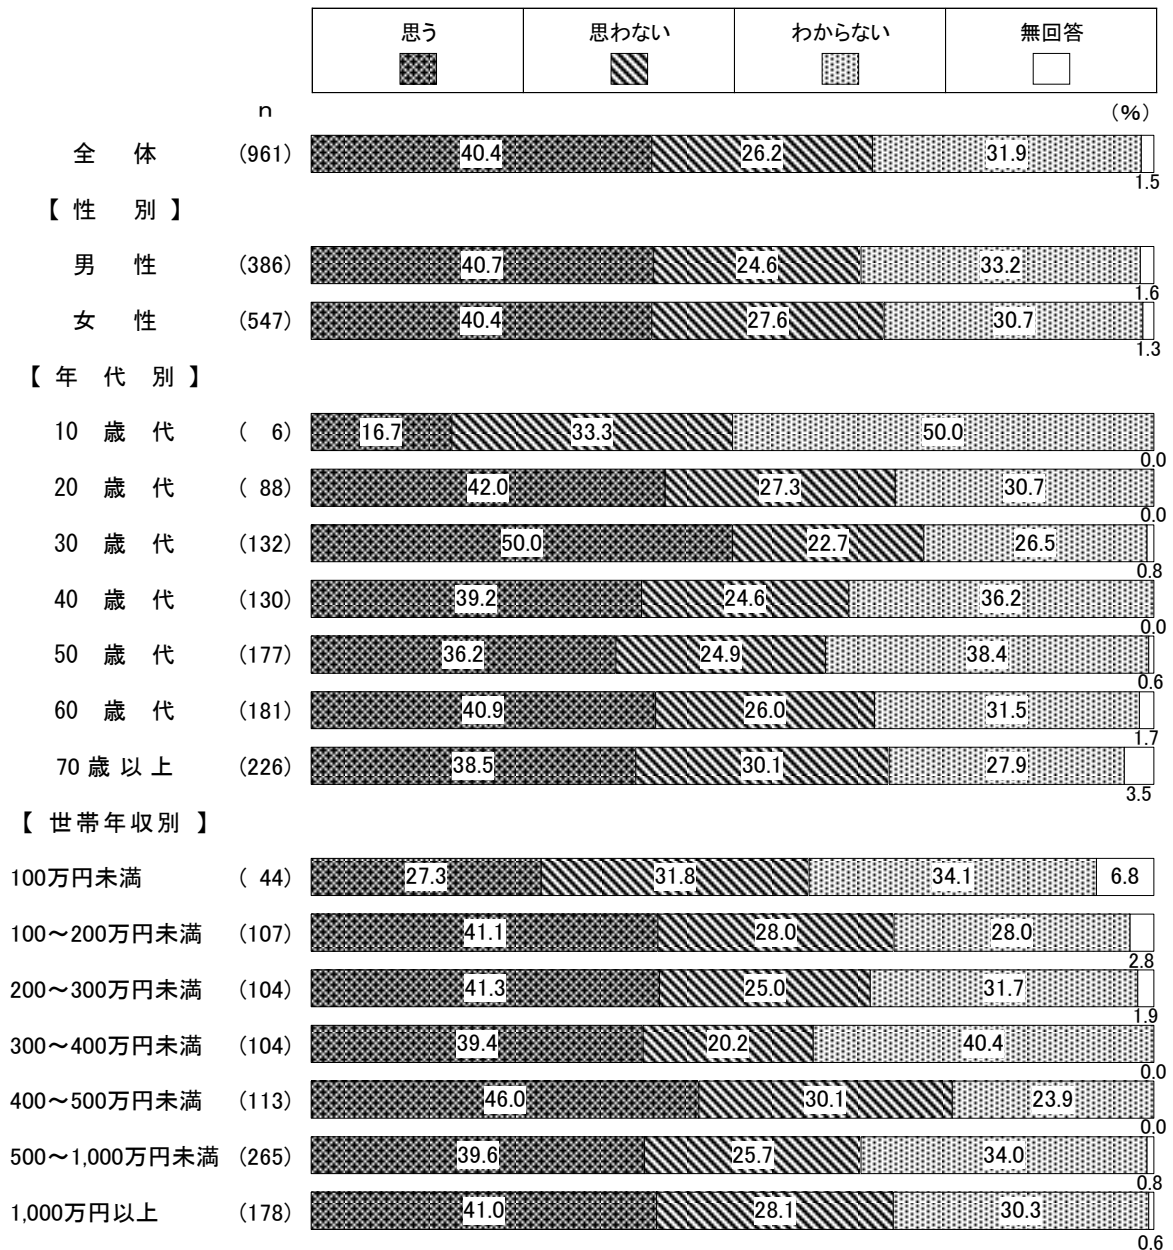 思う 思わない わからない 無回答
n (%)
全 体 (961) 40.4 26.2 31.9 1.5
【 性 別 】
男 性 (386) 40.7 24.6 33.2 1.6
女 性 (547) 40.4 27.6 30.7 1.3
【 年 代 別 】
10 歳 代 ( 6) 16.7 33.3 50.0 0.0
20 歳 代 ( 88) 42.0 27.3 30.7 0.0
30 歳 代 (132) 50.0 22.7 26.5 0.8
40 歳 代 (130) 39.2 24.6 36.2 0.0
50 歳 代 (177) 36.2 24.9 38.4 0.6
60 歳 代 (181) 40.9 26.0 31.5 1.7
70 歳 以 上 (226) 38.5 30.1 27.9 3.5
【 世帯年収別 】
100万円未満 ( 44) 27.3 31.8 34.1 6.8
100～200万円未満 (107) 41.1 28.0 28.0 2.8
200～300万円未満 (104) 41.3 25.0 31.7 1.9
300～400万円未満 (104) 39.4 20.2 40.4 0.0
400～500万円未満 (113) 46.0 30.1 23.9 0.0
500～1,000万円未満 (265) 39.6 25.7 34.0 0.8
1,000万円以上 (178) 41.0 28.1 30.3 0.6